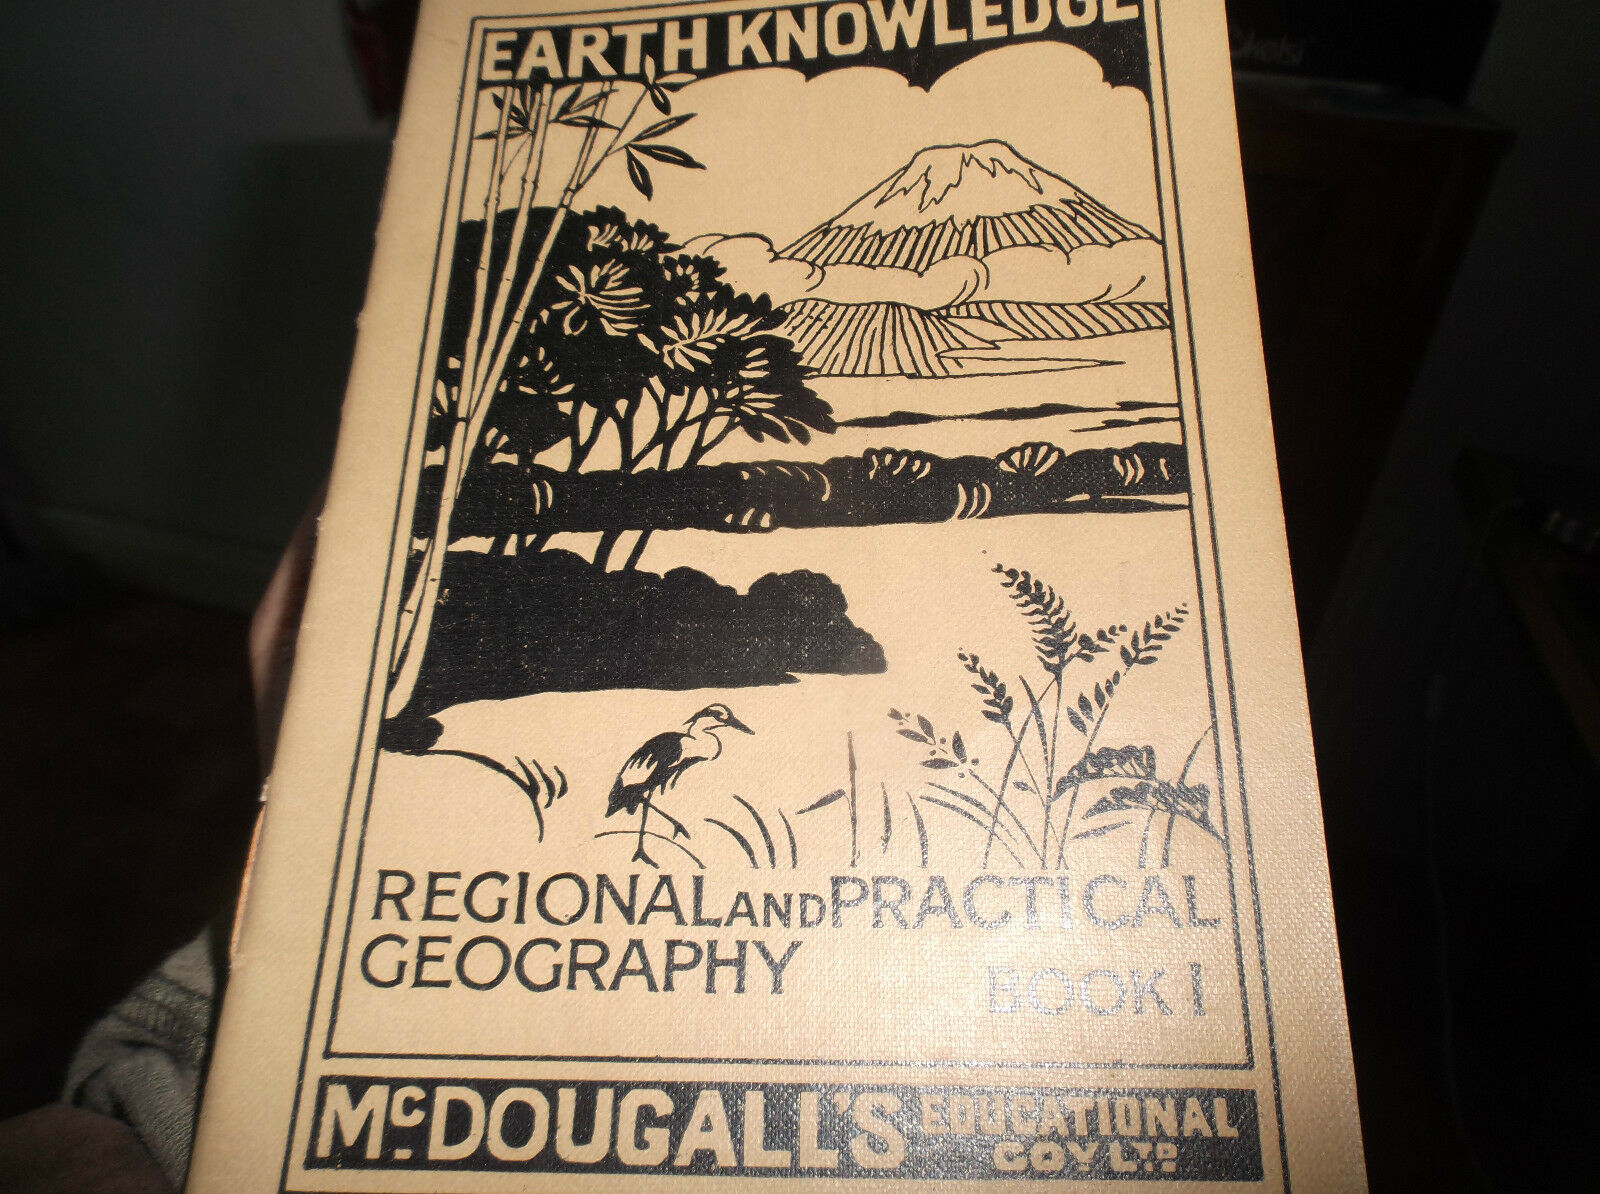 EARTH KNOWLEDGE
REGIONAL AND PRACTICAL
GEOGRAPHY
BOOK I
McDOUGALL'S EDUCATIONAL
COY LTD